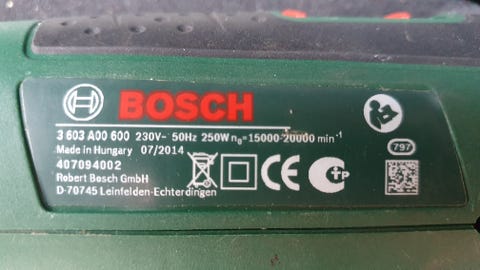 BOSCH
3 603 A00 600 230V~ 50Hz 250W n₀=15000-20000 min⁻¹
Made in Hungary 07/2014
797
407094002
Robert Bosch GmbH
D-70745 Leinfelden-Echterdingen